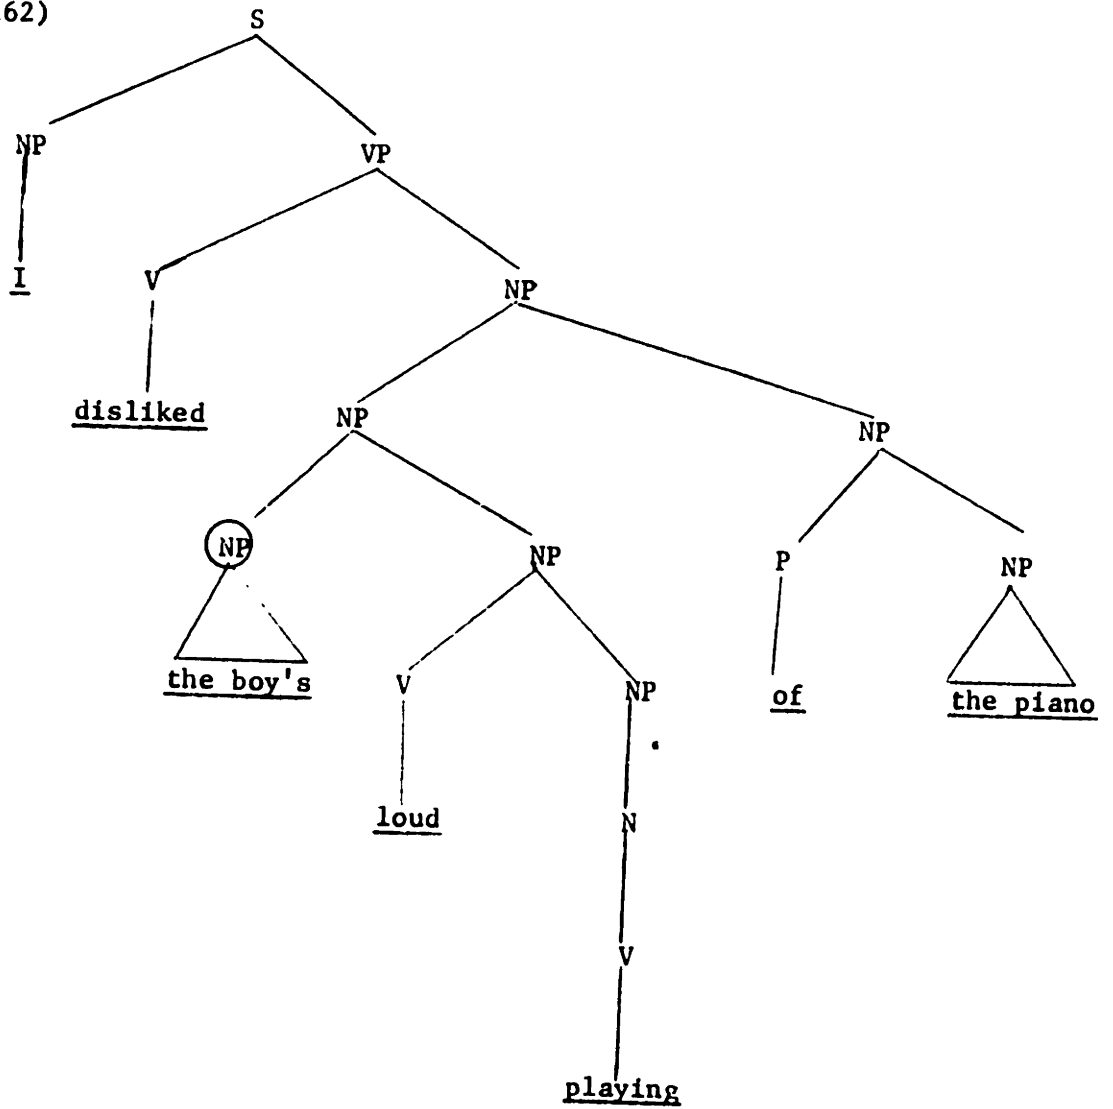 62)
S
NP VP
I V NP
disliked NP NP
NP NP P NP
the boy's V NP of the piano
loud N
V
playing